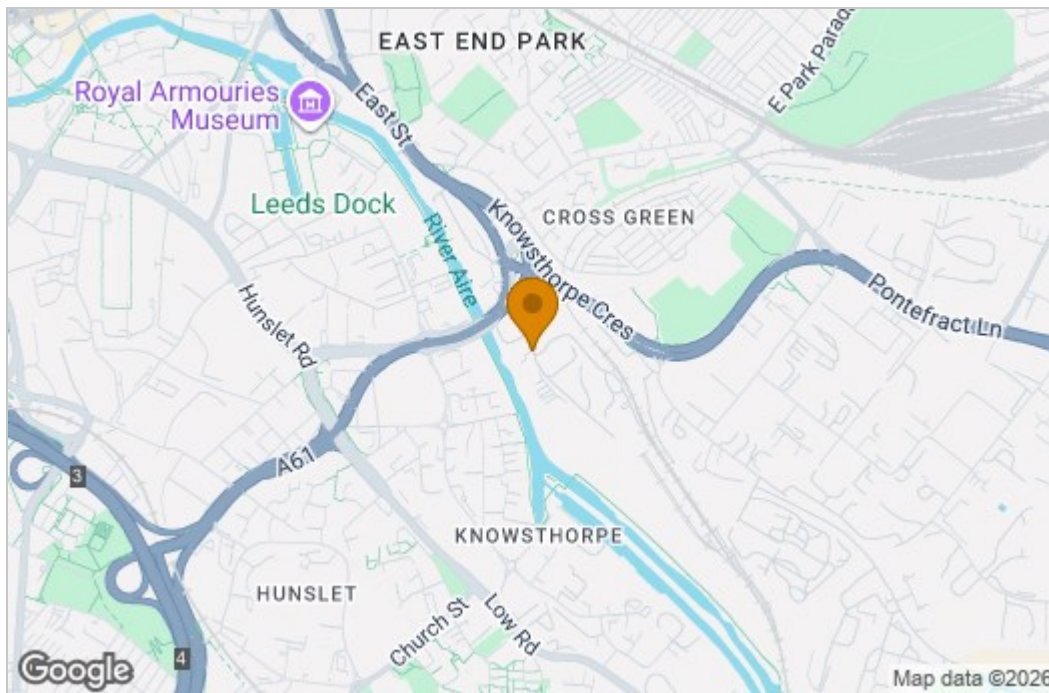 EAST END PARK
E Park Parade
Royal Armouries
Museum
East St
Leeds Dock
CROSS GREEN
River Aire
Knowsthorpe Cres
Hunslet Rd
Pontefract Ln
A61
3
KNOWSTHORPE
HUNSLET
Church St
Low Rd
4
Google
Map data ©2026